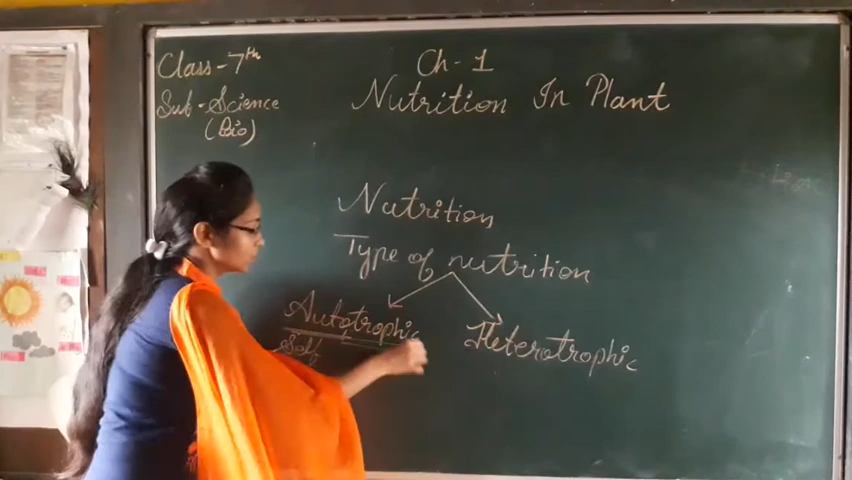 Class-7th
Sub-Science
(Bio)
Ch-1
Nutrition In Plant
Nutrition
Type of nutrition
Autotrophic
Heterotrophic
Self